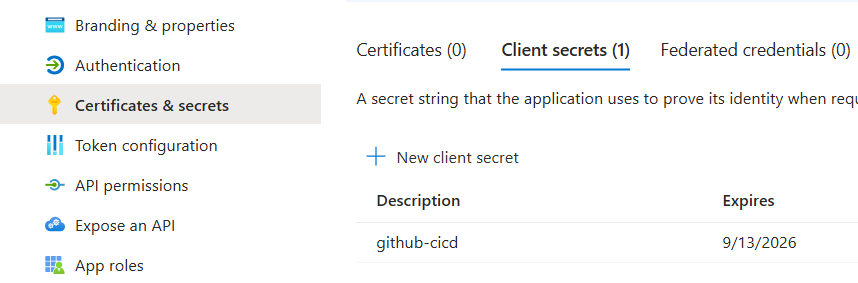 Branding & properties
Authentication
Certificates & secrets
Token configuration
API permissions
Expose an API
App roles
Certificates (0) Client secrets (1) Federated credentials (0)
A secret string that the application uses to prove its identity when
New client secret
Description Expires
github-cicd 9/13/2026